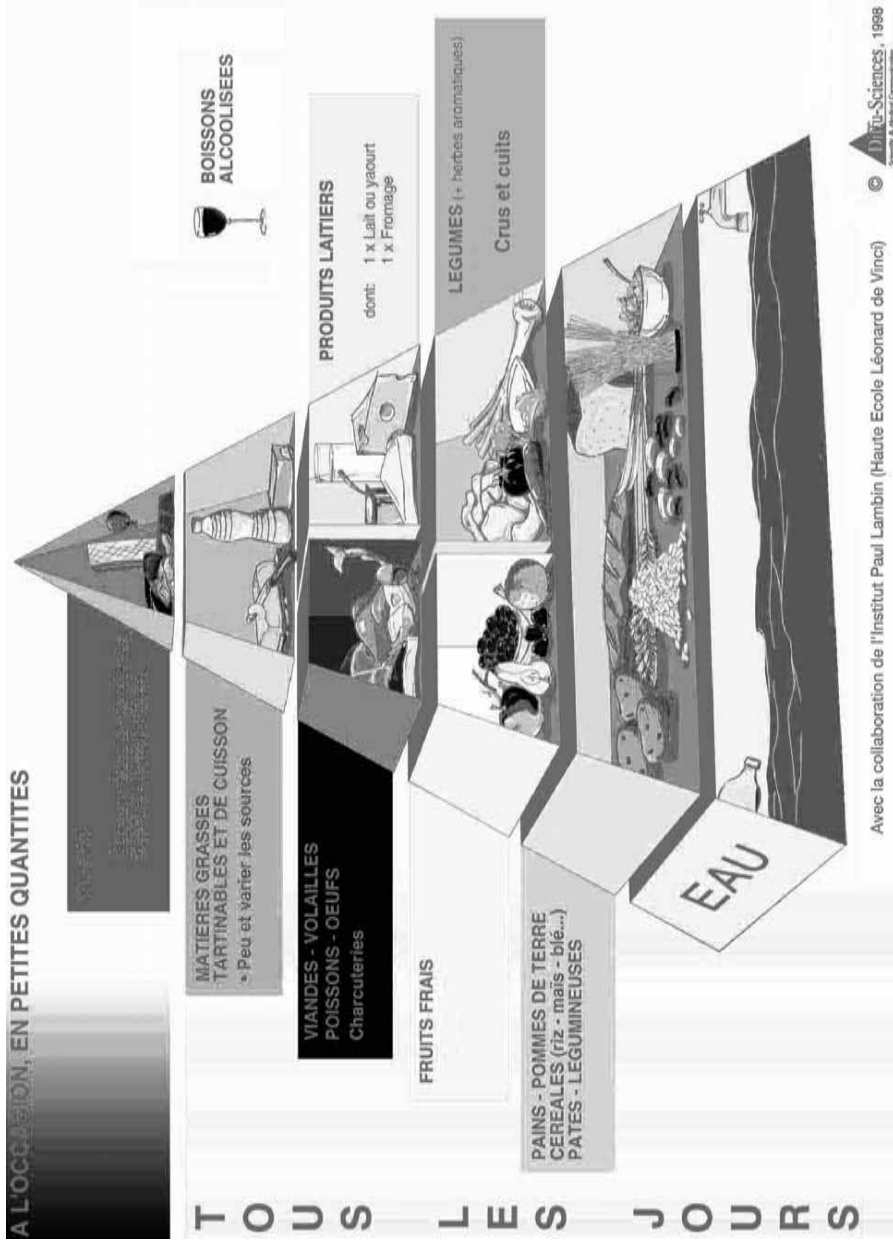 A L'OCCASION, EN PETITES QUANTITES
BOISSONS
ALCOOLISEES
MATIERES GRASSES
TARTINABLES ET DE CUISSON
• Peu et varier les sources
VIANDES - VOLAILLES
POISSONS - OEUFS
Charcuteries
PRODUITS LAITIERS
dont: 1 x Lait ou yaourt
1 x Fromage
FRUITS FRAIS
LEGUMES (+ herbes aromatiques)
Crus et cuits
PAINS - POMMES DE TERRE
CEREALES (riz - maïs - blé...)
PATES - LEGUMINEUSES
EAU
TOUS LES JOURS
Avec la collaboration de l'Institut Paul Lambin (Haute Ecole Léonard de Vinci)
© Diffu-Sciences, 1998